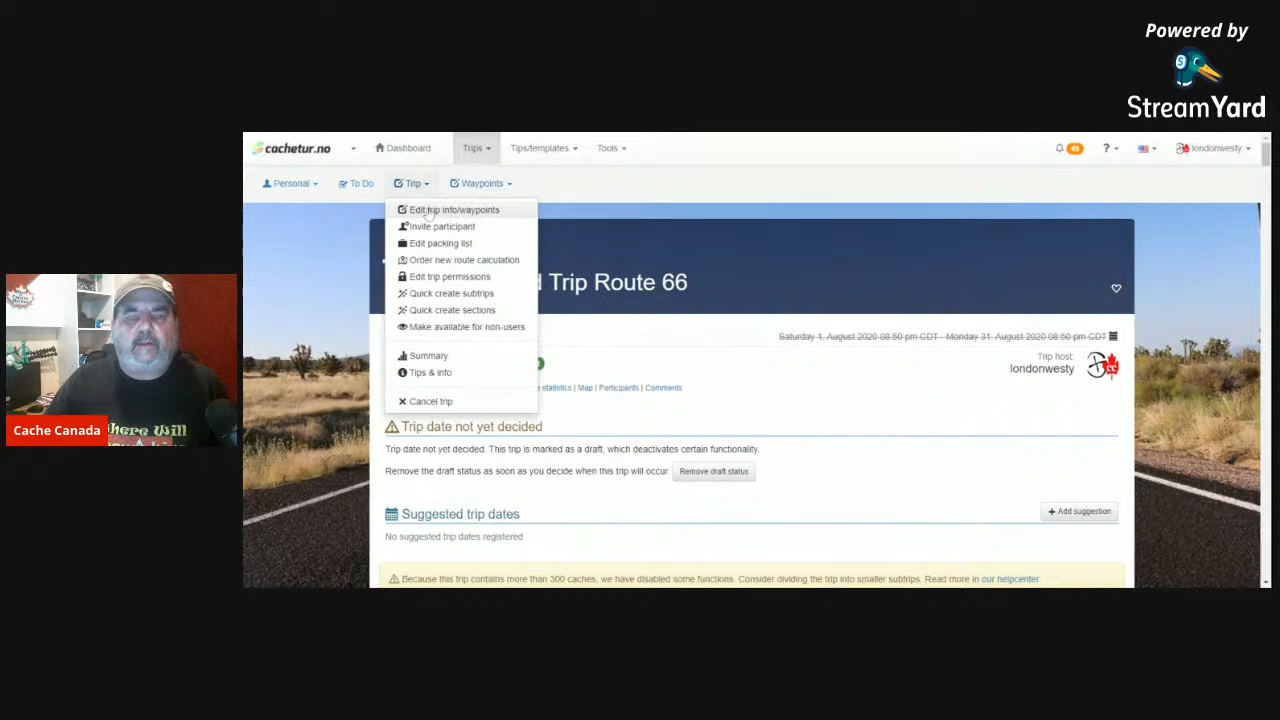 Powered by
StreamYard
cachetur.no
Dashboard
Trips
Tips/templates
Tools
49
?
londonwesty
Personal
To Do
Trip
Waypoints
Edit trip info/waypoints
Invite participant
Edit packing list
Order new route calculation
Edit trip permissions
Quick create subtrips
Quick create sections
Make available for non-users
Summary
Tips & info
Cancel trip
Trip Route 66
Saturday 1. August 2020 08:50 pm CDT - Monday 31. August 2020 08:50 pm CDT
Trip host:
londonwesty
statistics | Map | Participants | Comments
Trip date not yet decided
Trip date not yet decided. This trip is marked as a draft, which deactivates certain functionality.
Remove the draft status as soon as you decide when this trip will occur. Remove draft status
Suggested trip dates
+ Add suggestion
No suggested trip dates registered
Because this trip contains more than 300 caches, we have disabled some functions. Consider dividing the trip into smaller subtrips. Read more in our helpcenter.
Cache Canada
here Will